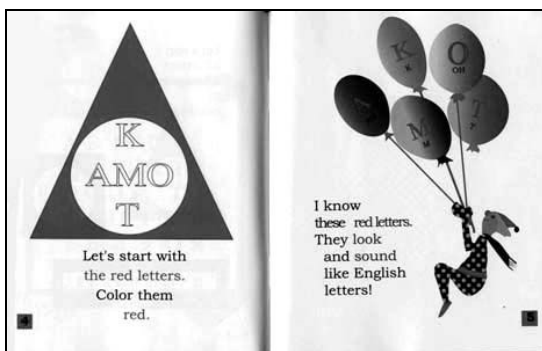 K
AMO
T
Let's start with
the red letters.
Color them
red.
4
K
K
O
OH
A
M
M
T
T
I know
these red letters.
They look
and sound
like English
letters!
5